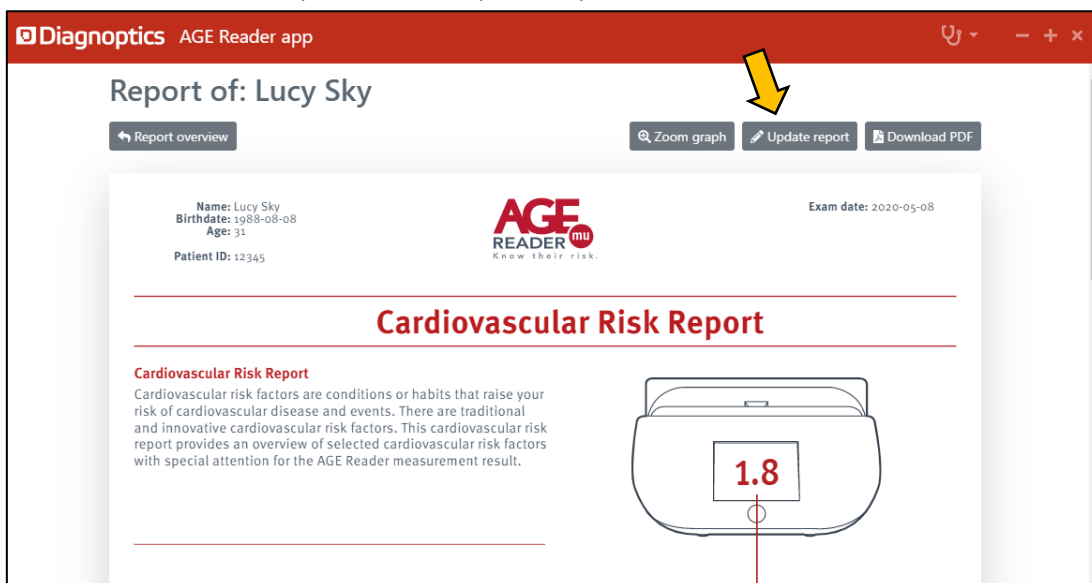 Diagnoptics AGE Reader app
Report of: Lucy Sky
Report overview
Zoom graph
Update report
Download PDF
Name: Lucy Sky
Birthdate: 1988-08-08
Age: 31
Patient ID: 12345
AGE
READER mu
Know their risk.
Exam date: 2020-05-08
Cardiovascular Risk Report
Cardiovascular Risk Report
Cardiovascular risk factors are conditions or habits that raise your
risk of cardiovascular disease and events. There are traditional
and innovative cardiovascular risk factors. This cardiovascular risk
report provides an overview of selected cardiovascular risk factors
with special attention for the AGE Reader measurement result.
1.8